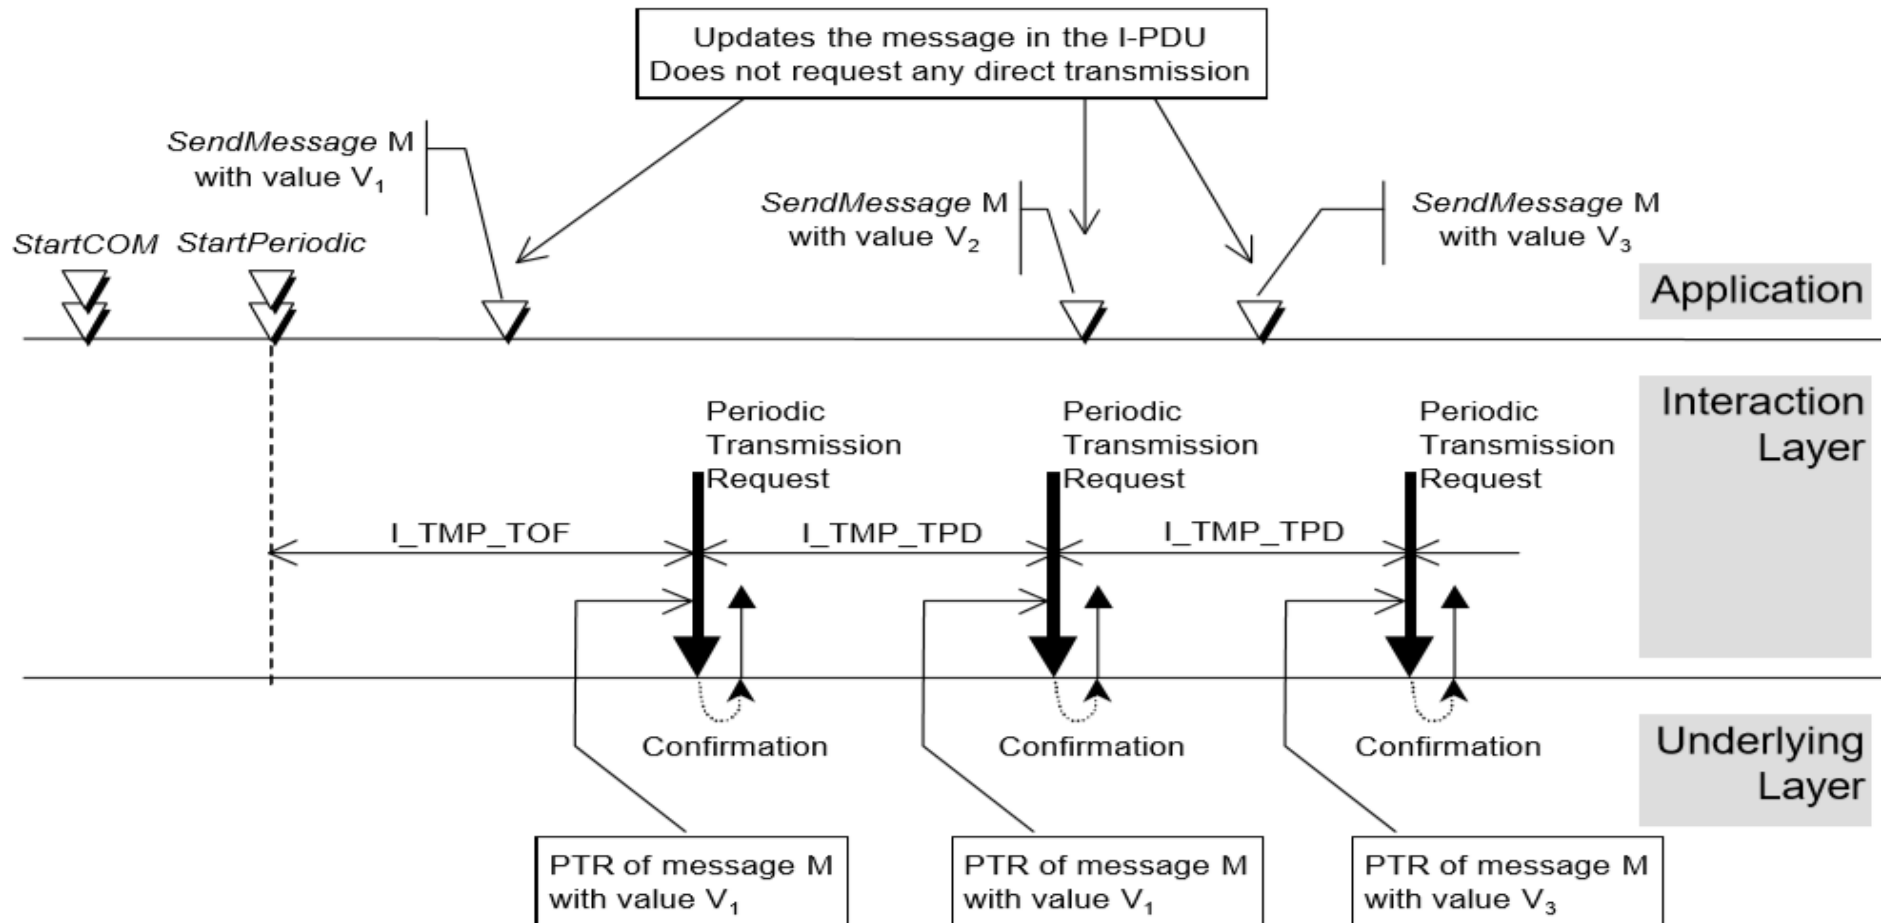 Updates the message in the I-PDU
Does not request any direct transmission
SendMessage M
with value V₁
SendMessage M
with value V₂
SendMessage M
with value V₃
StartCOM
StartPeriodic
Application
Interaction
Layer
Periodic
Transmission
Request
Periodic
Transmission
Request
Periodic
Transmission
Request
I_TMP_TOF
I_TMP_TPD
I_TMP_TPD
Confirmation
Confirmation
Confirmation
Underlying
Layer
PTR of message M
with value V₁
PTR of message M
with value V₁
PTR of message M
with value V₃